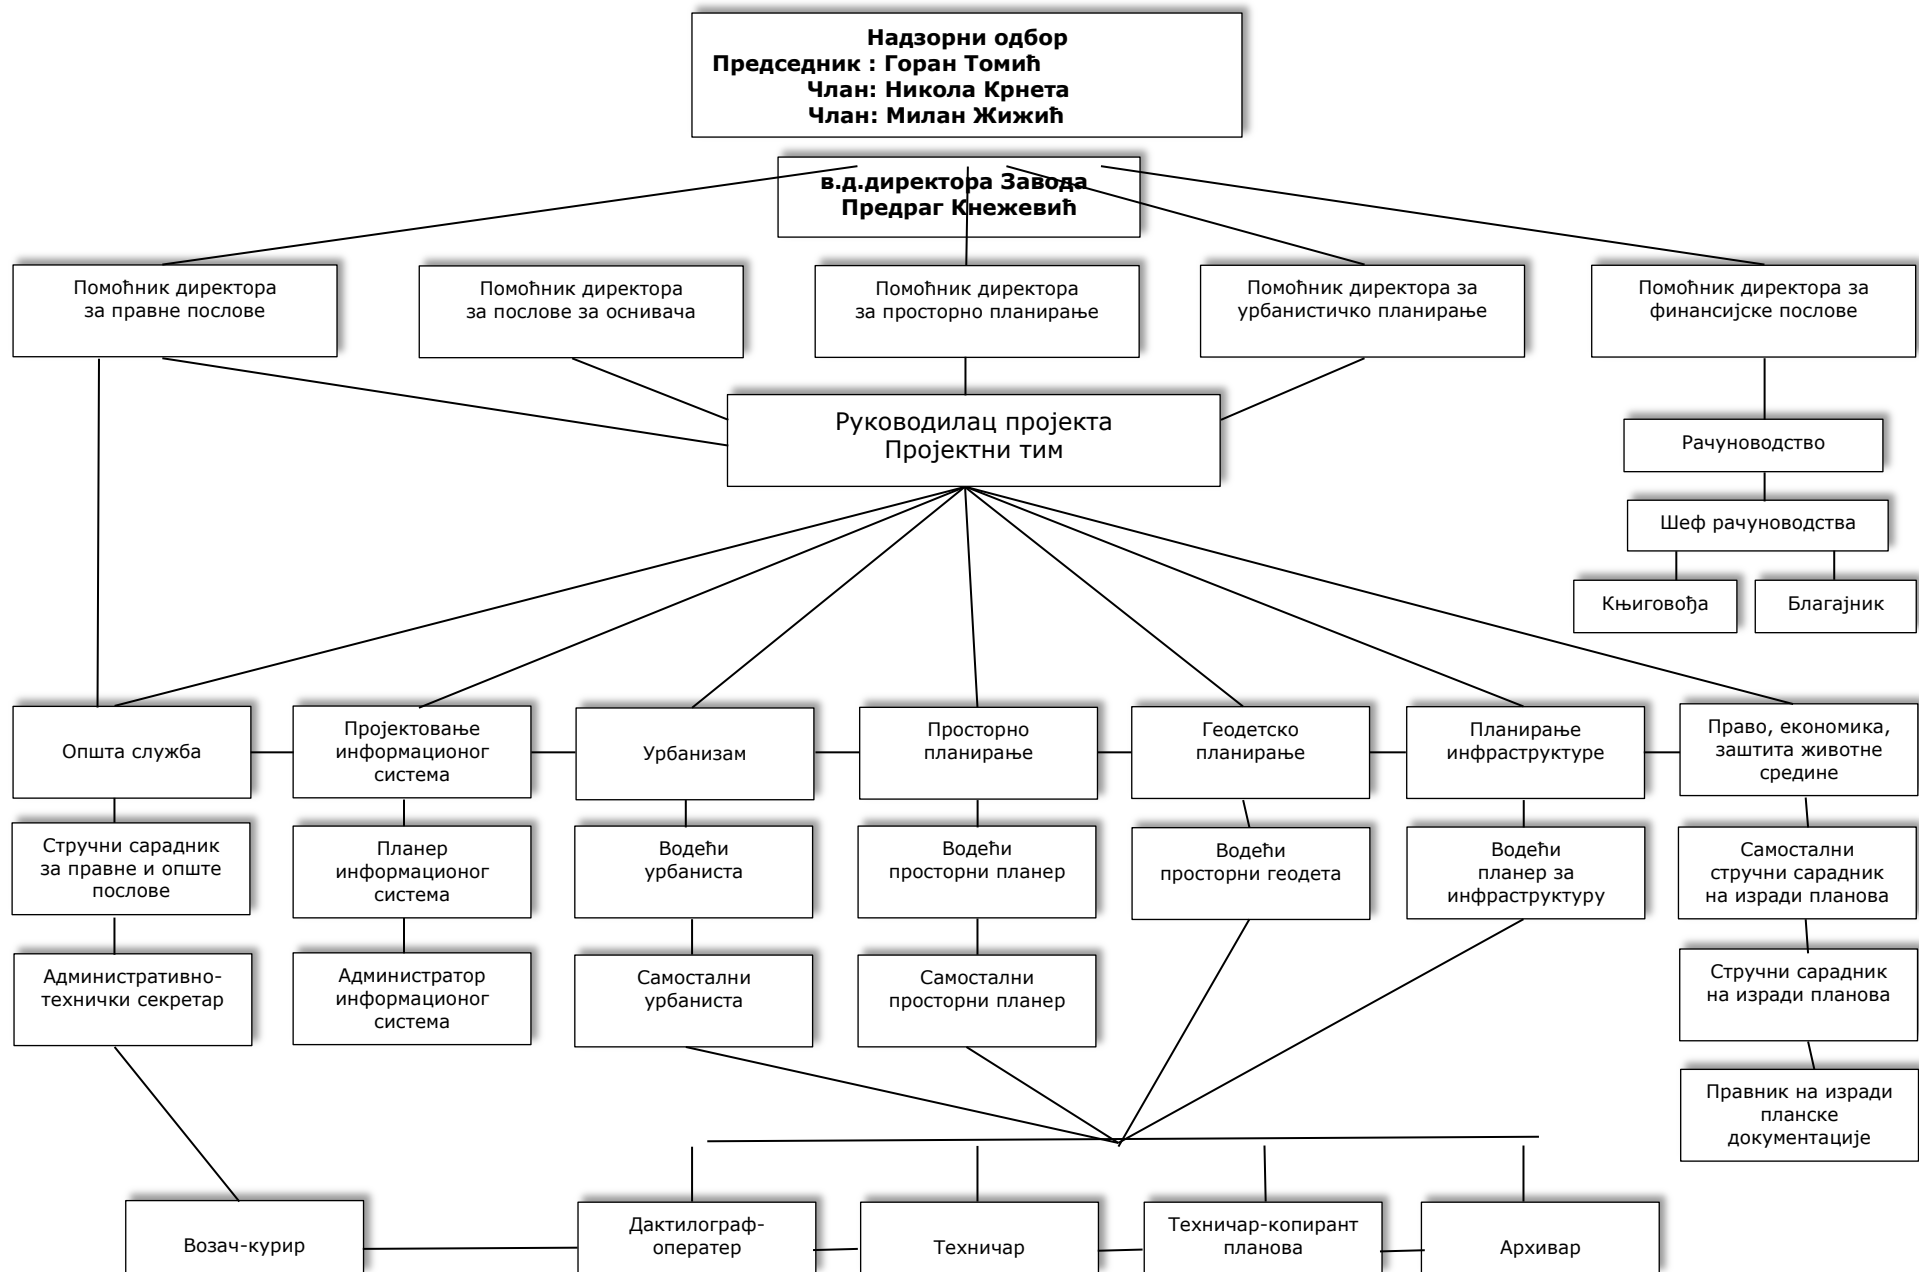 Надзорни одбор
Председник : Горан Томић
Члан: Никола Крнета
Члан: Милан Жижић
в.д.директора Завода
Предраг Кнежевић
Помоћник директора
за правне послове
Помоћник директора
за послове за оснивача
Помоћник директора
за просторно планирање
Помоћник директора за
урбанистичко планирање
Помоћник директора за
финансијске послове
Руководилац пројекта
Пројектни тим
Рачуноводство
Шеф рачуноводства
Књиговођа
Благајник
Општа служба
Пројектовање
информационог
система
Урбанизам
Просторно
планирање
Геодетско
планирање
Планирање
инфраструктуре
Право, економика,
заштита животне
средине
Стручни сарадник
за правне и опште
послове
Планер
информационог
система
Водећи
урбаниста
Водећи
просторни планер
Водећи
просторни геодета
Водећи
планер за
инфраструктуру
Самостални
стручни сарадник
на изради планова
Административно-
технички секретар
Администратор
информационог
система
Самостални
урбаниста
Самостални
просторни планер
Стручни сарадник
на изради планова
Правник на изради
планске
документације
Возач-курир
Дактилограф-
оператер
Техничар
Техничар-копирант
планова
Архивар